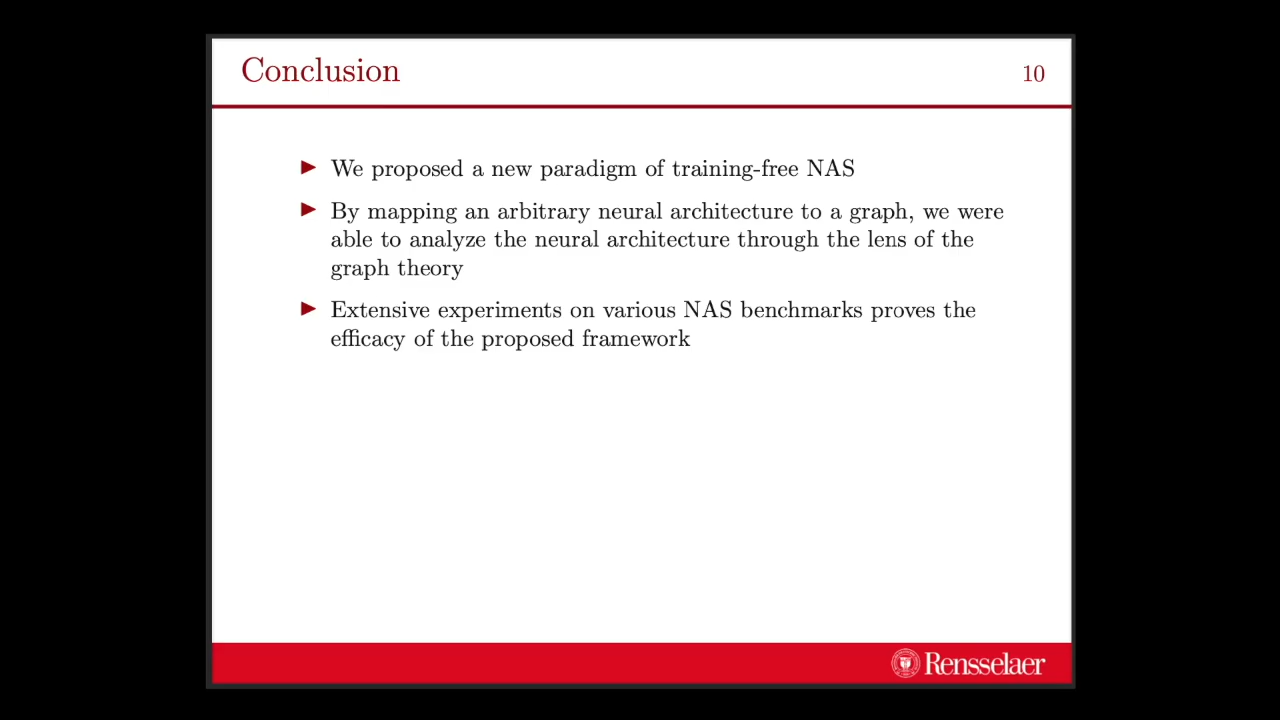 Conclusion 10
▶ We proposed a new paradigm of training-free NAS
▶ By mapping an arbitrary neural architecture to a graph, we were
able to analyze the neural architecture through the lens of the
graph theory
▶ Extensive experiments on various NAS benchmarks proves the
efficacy of the proposed framework
Rensselaer